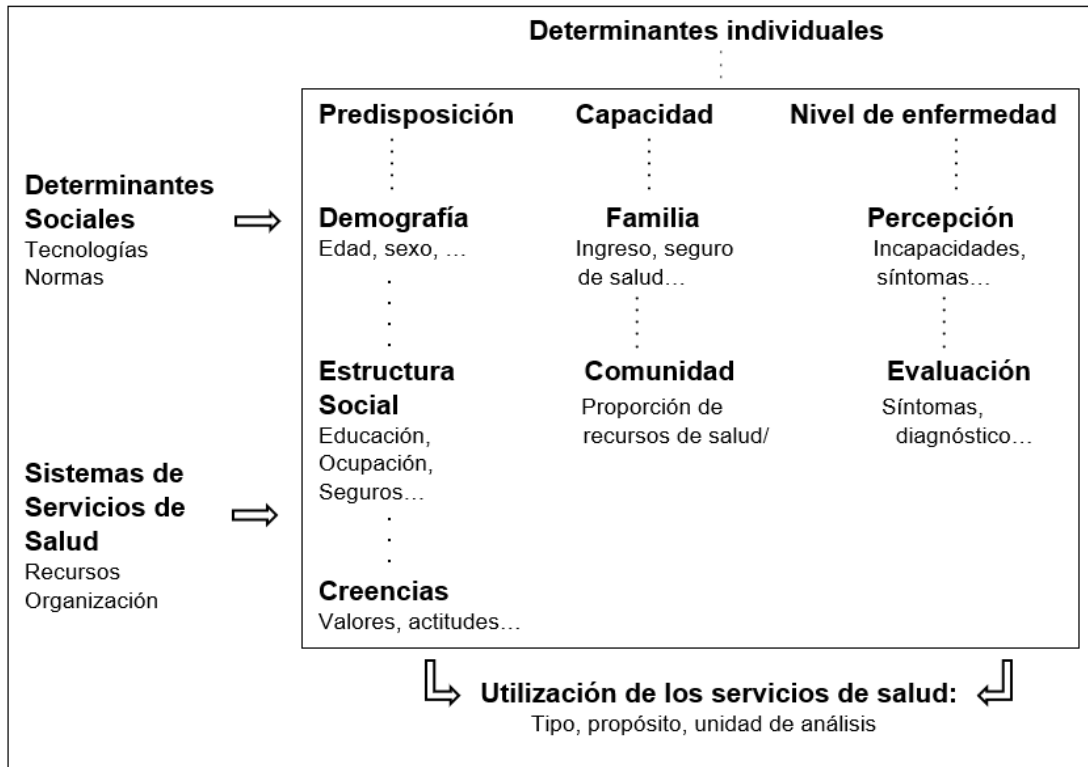 Determinantes individuales
Predisposición
Capacidad
Nivel de enfermedad
Determinantes
Sociales
Tecnologías
Normas
Demografía
Edad, sexo, …
Familia
Ingreso, seguro
de salud…
Percepción
Incapacidades,
síntomas…
Estructura
Social
Educación,
Ocupación,
Seguros…
Comunidad
Proporción de
recursos de salud/
Evaluación
Síntomas,
diagnóstico…
Sistemas de
Servicios de
Salud
Recursos
Organización
Creencias
Valores, actitudes…
Utilización de los servicios de salud:
Tipo, propósito, unidad de análisis